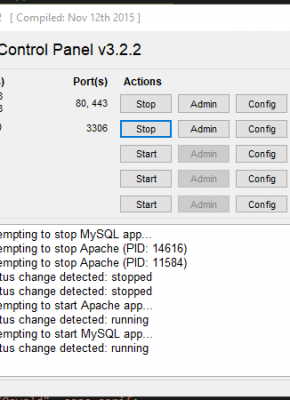 [ Compiled: Nov 12th 2015 ]
Control Panel v3.2.2
Port(s) Actions
80, 443 Stop Admin Config
3306 Stop Admin Config
Start Admin Config
Start Admin Config
Start Admin Config
empting to stop MySQL app...
empting to stop Apache (PID: 14616)
empting to stop Apache (PID: 11584)
tus change detected: stopped
tus change detected: stopped
empting to start Apache app...
tus change detected: running
empting to start MySQL app...
tus change detected: running